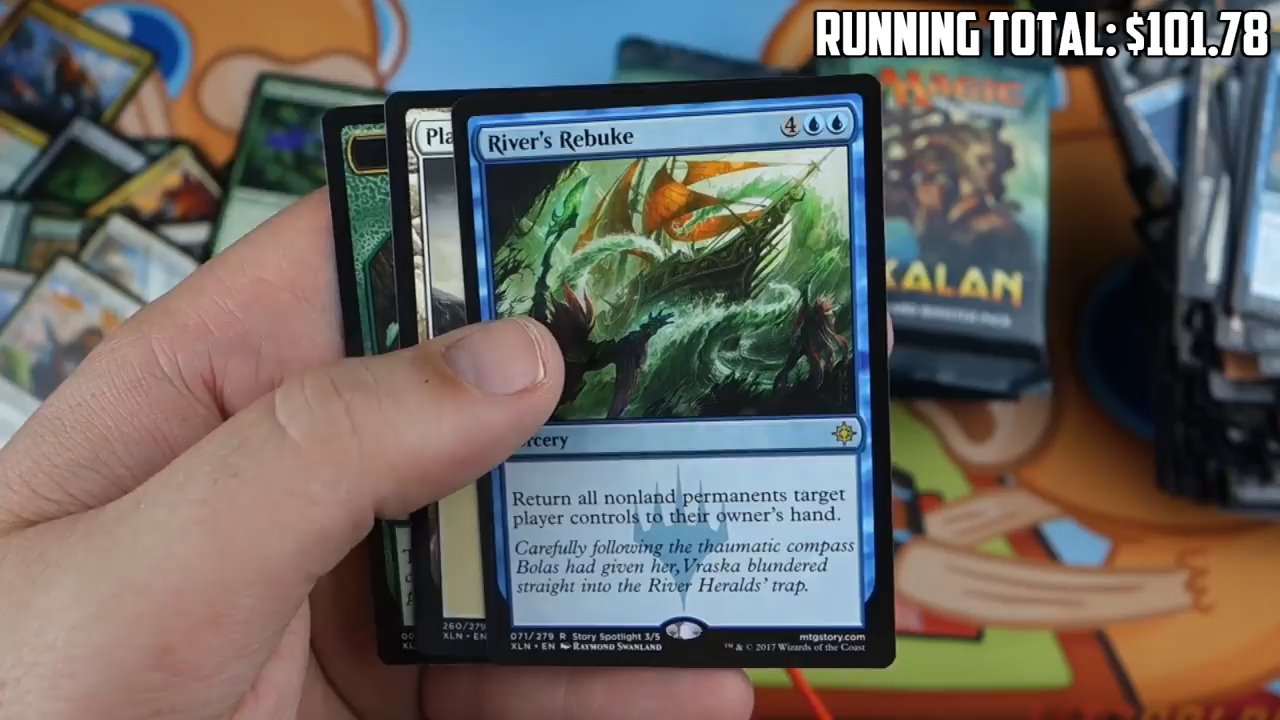 RUNNING TOTAL: $101.78
MAGIC
Pla
River's Rebuke
4
XALAN
rcery
Return all nonland permanents target
player controls to their owner's hand.
Carefully following the thaumatic compass
Bolas had given her, Vraska blundered
straight into the River Heralds' trap.
260/279
XLN • EN
071/279 R Story Spotlight 3/5
XLN • EN RAYMOND SWANLAND
mtgstory.com
™ & © 2017 Wizards of the Coast